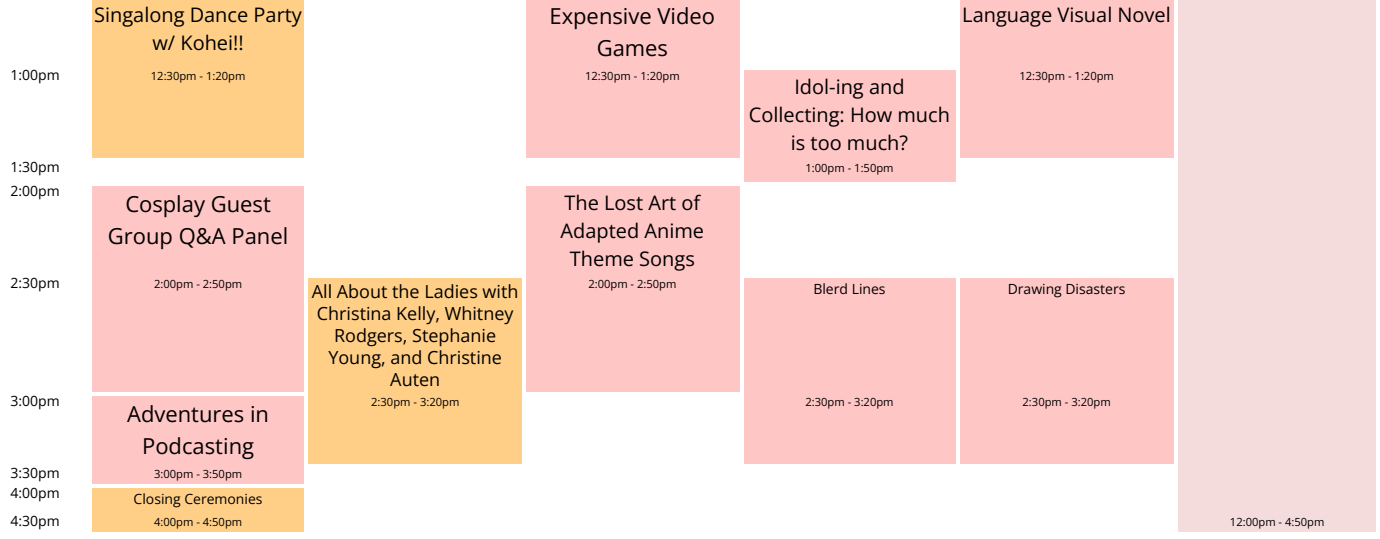 Singalong Dance Party
w/ Kohei!!
12:30pm - 1:20pm
Expensive Video
Games
12:30pm - 1:20pm
Language Visual Novel
12:30pm - 1:20pm
1:00pm
Idol-ing and
Collecting: How much
is too much?
1:00pm - 1:50pm
1:30pm
2:00pm
Cosplay Guest
Group Q&A Panel
2:00pm - 2:50pm
The Lost Art of
Adapted Anime
Theme Songs
2:00pm - 2:50pm
2:30pm
All About the Ladies with
Christina Kelly, Whitney
Rodgers, Stephanie
Young, and Christine
Auten
2:30pm - 3:20pm
Blerd Lines
2:30pm - 3:20pm
Drawing Disasters
2:30pm - 3:20pm
3:00pm
Adventures in
Podcasting
3:00pm - 3:50pm
3:30pm
4:00pm
Closing Ceremonies
4:00pm - 4:50pm
4:30pm
12:00pm - 4:50pm